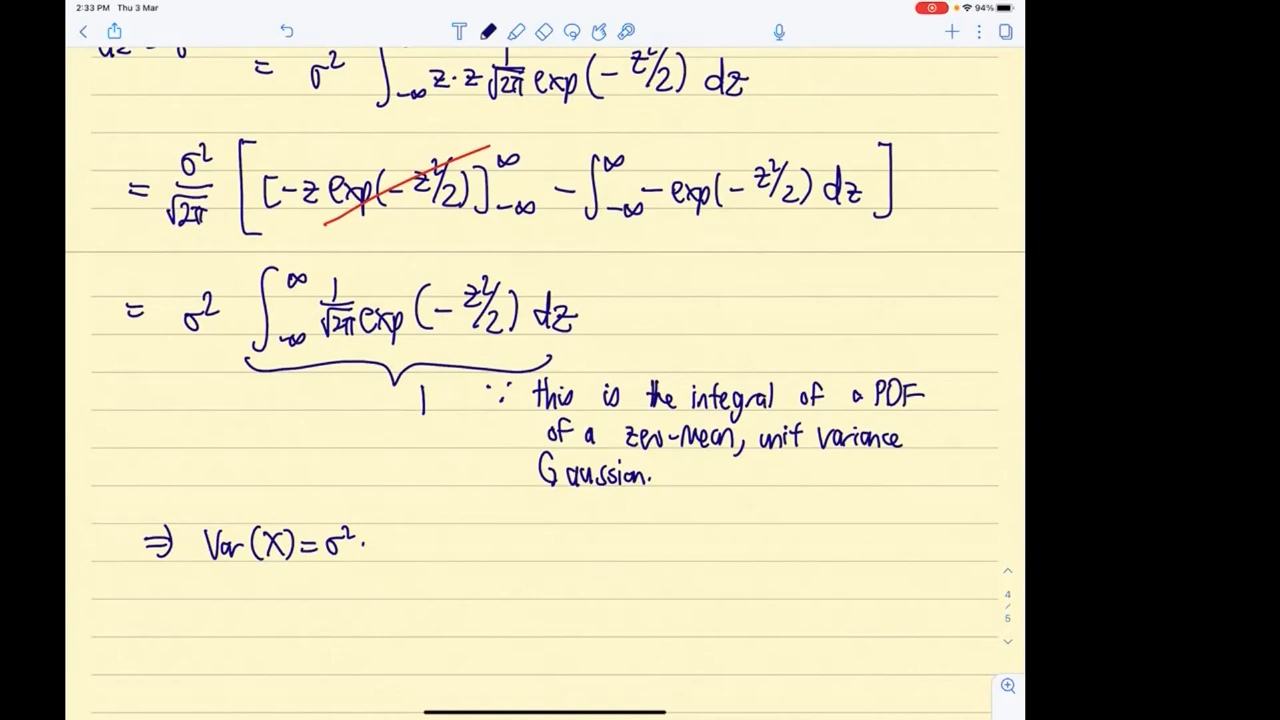 2:33 PM Thu 3 Mar 94%
= σ² ∫_{-∞} z·z 1/√2π exp(-z²/2) dz
= σ²/√2π [ [-z exp(-z²/2)]_{-∞}^{∞} - ∫_{-∞}^{∞} -exp(-z²/2) dz ]
= σ² ∫_{-∞}^{∞} 1/√2π exp(-z²/2) dz
1 ∵ this is the integral of a PDF
of a zero-mean, unit variance
Gaussian.
⇒ Var(X) = σ².
4
/
5